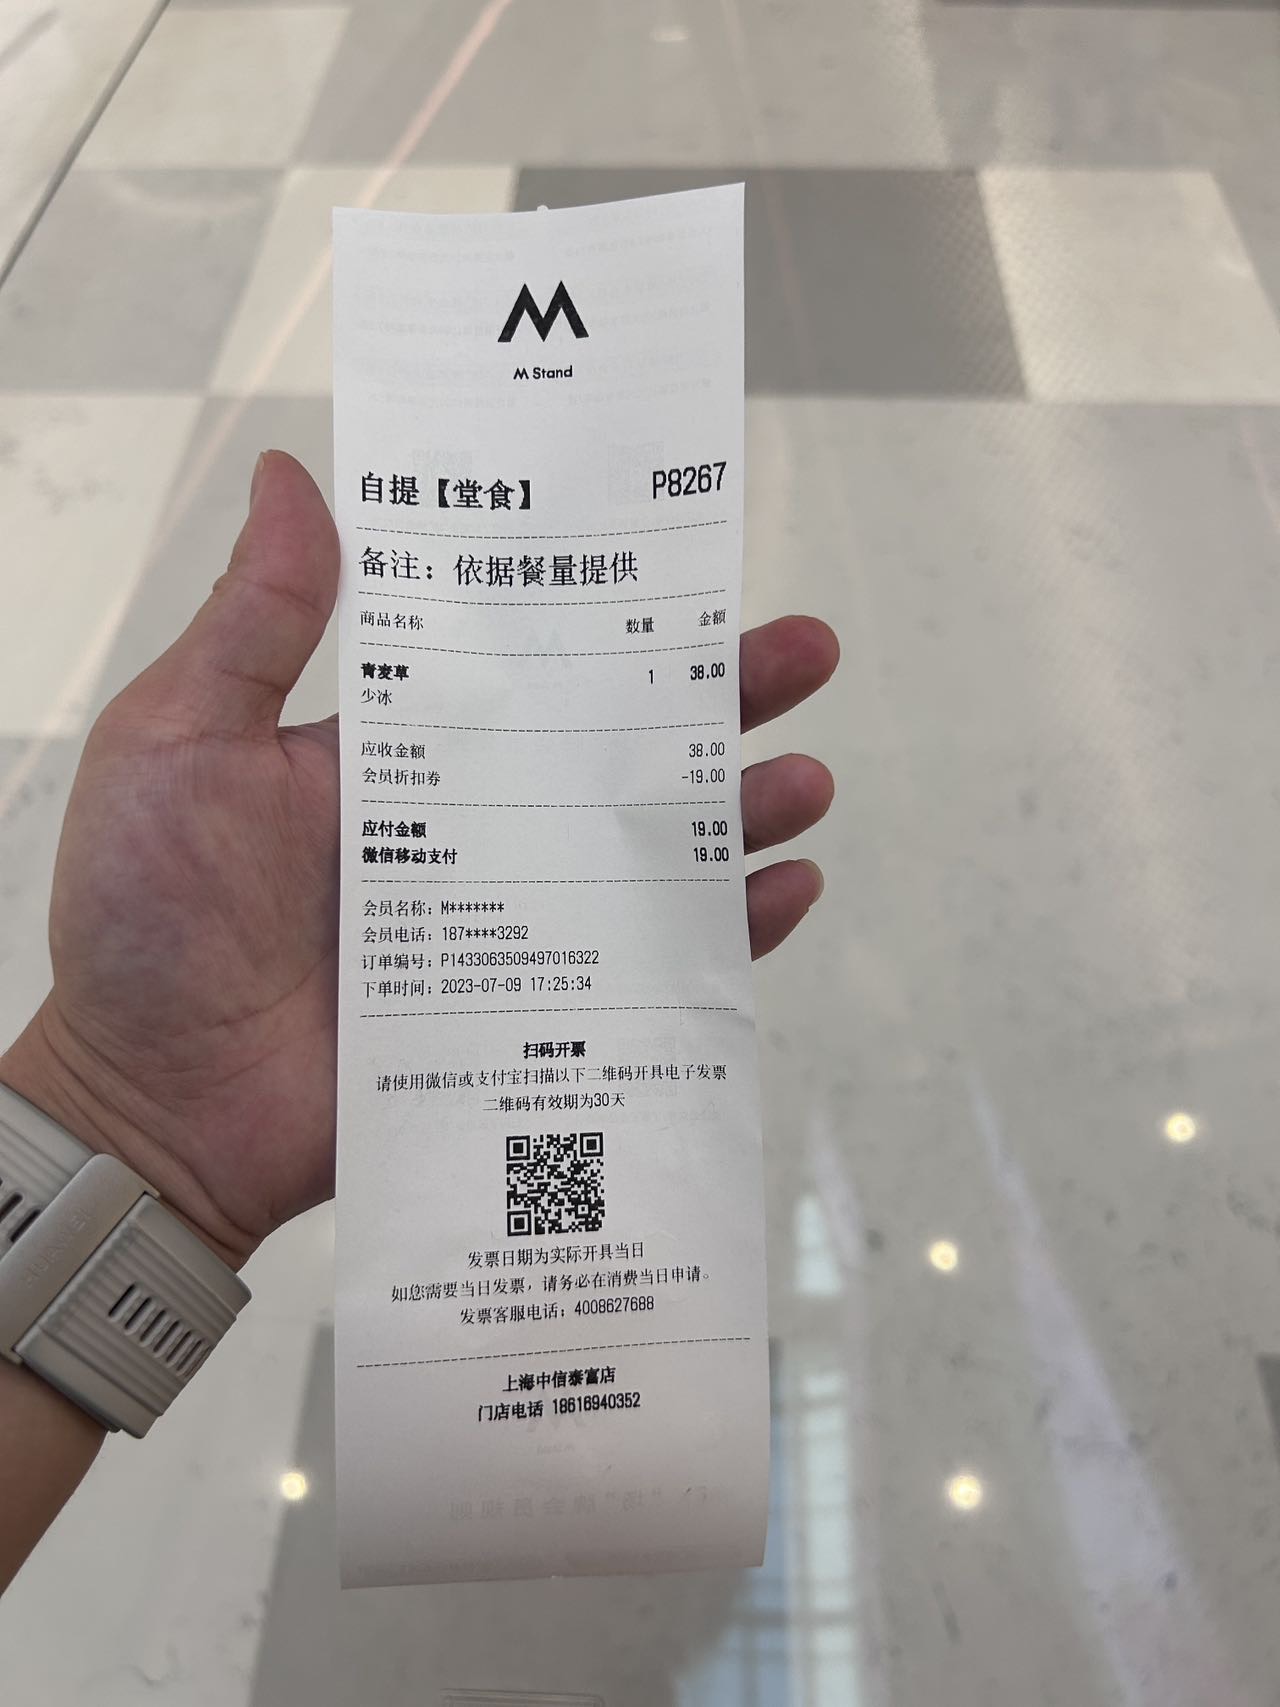 M Stand
自提【堂食】 P8267
备注：依据餐量提供
商品名称 数量 金额
青麦草 1 38.00
少冰
应收金额 38.00
会员折扣券 -19.00
应付金额 19.00
微信移动支付 19.00
会员名称：M*******
会员电话：187****3292
订单编号：P1433063509497016322
下单时间：2023-07-09 17:25:34
扫码开票
请使用微信或支付宝扫描以下二维码开具电子发票
二维码有效期为30天
发票日期为实际开具当日
如您需要当日发票，请务必在消费当日申请。
发票客服电话：4008627688
上海中信泰富店
门店电话 18616940352
HUAWEI